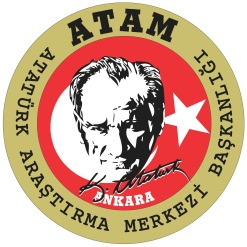 ATAM
ATATÜRK ARAŞTIRMA MERKEZİ BAŞKANLIĞI
K. Atatürk
ANKARA